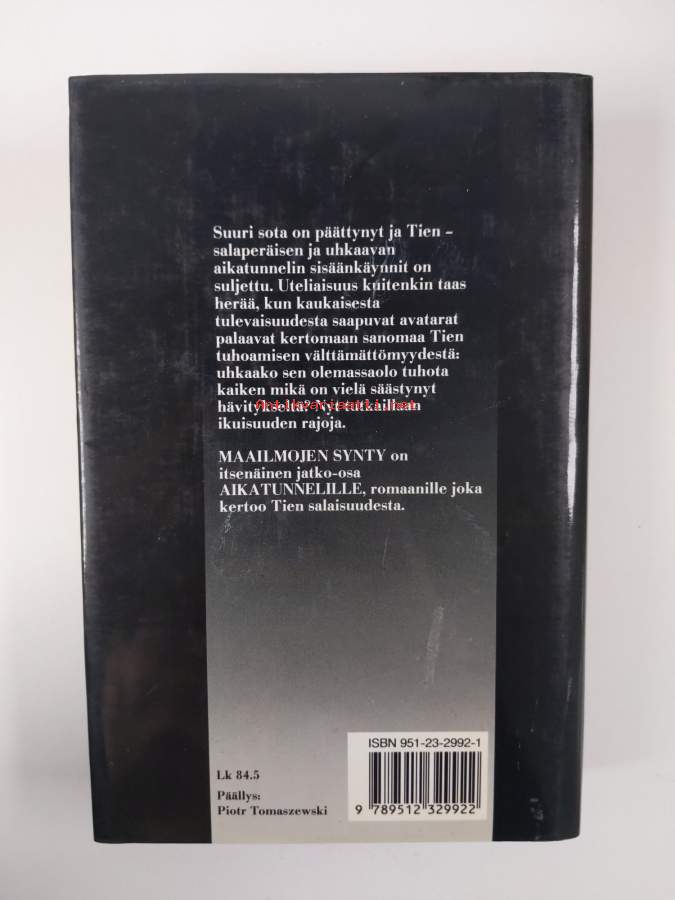 Suuri sota on päättynyt ja Tien –
salaperäisen ja uhkaavan
aikatunnelin sisäänkäynnit on
suljettu. Uteliaisuus kuitenkin taas
herää, kun kaukaisesta
tulevaisuudesta saapuvat avatarat
palaavat kertomaan sanomaa Tien
tuhoamisen välttämättömyydestä:
uhkaako sen olemassaolo tuhota
kaiken mikä on vielä säästynyt
hävitykseltä? Nyt
ikuisuuden rajoja.
MAAILMOJEN SYNTY on
itsenäinen jatko-osa
AIKATUNNELILLE, romaanille joka
kertoo Tien salaisuudesta.
ISBN 951-23-2992-1
Lk 84.5
Päällys:
Piotr Tomaszewski
9 789512 329922